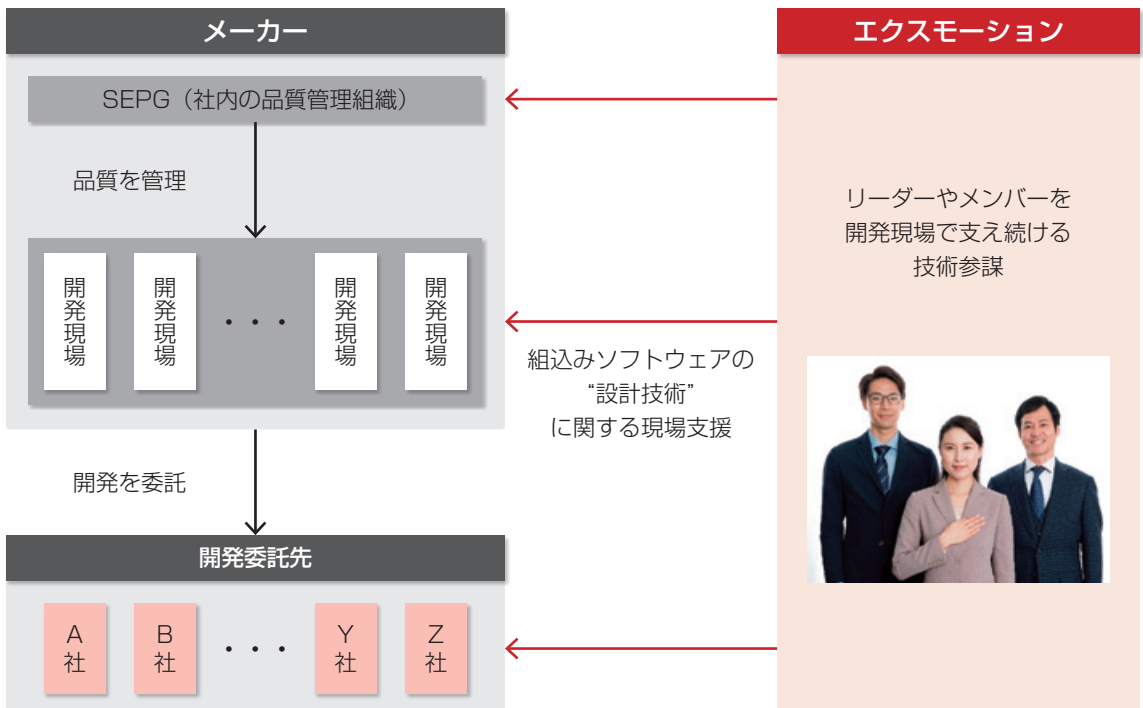 メーカー
SEPG（社内の品質管理組織）
品質を管理
開発現場
開発現場
・・・
開発現場
開発現場
開発を委託
開発委託先
A社
B社
・・・
Y社
Z社
組込みソフトウェアの
“設計技術”
に関する現場支援
エクスモーション
リーダーやメンバーを
開発現場で支え続ける
技術参謀